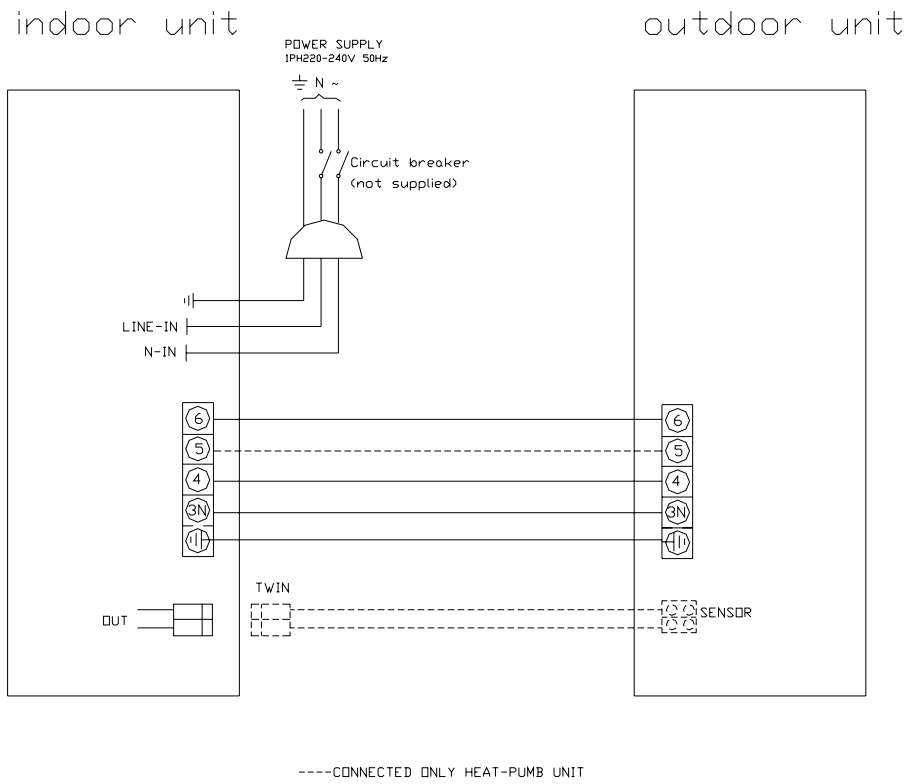 indoor unit
outdoor unit
POWER SUPPLY
1PH220-240V 50Hz
N ~
Circuit breaker
(not supplied)
LINE-IN
N-IN
6
6
5
5
4
4
3N
3N
TWIN
OUT
SENSOR
----CONNECTED ONLY HEAT-PUMB UNIT